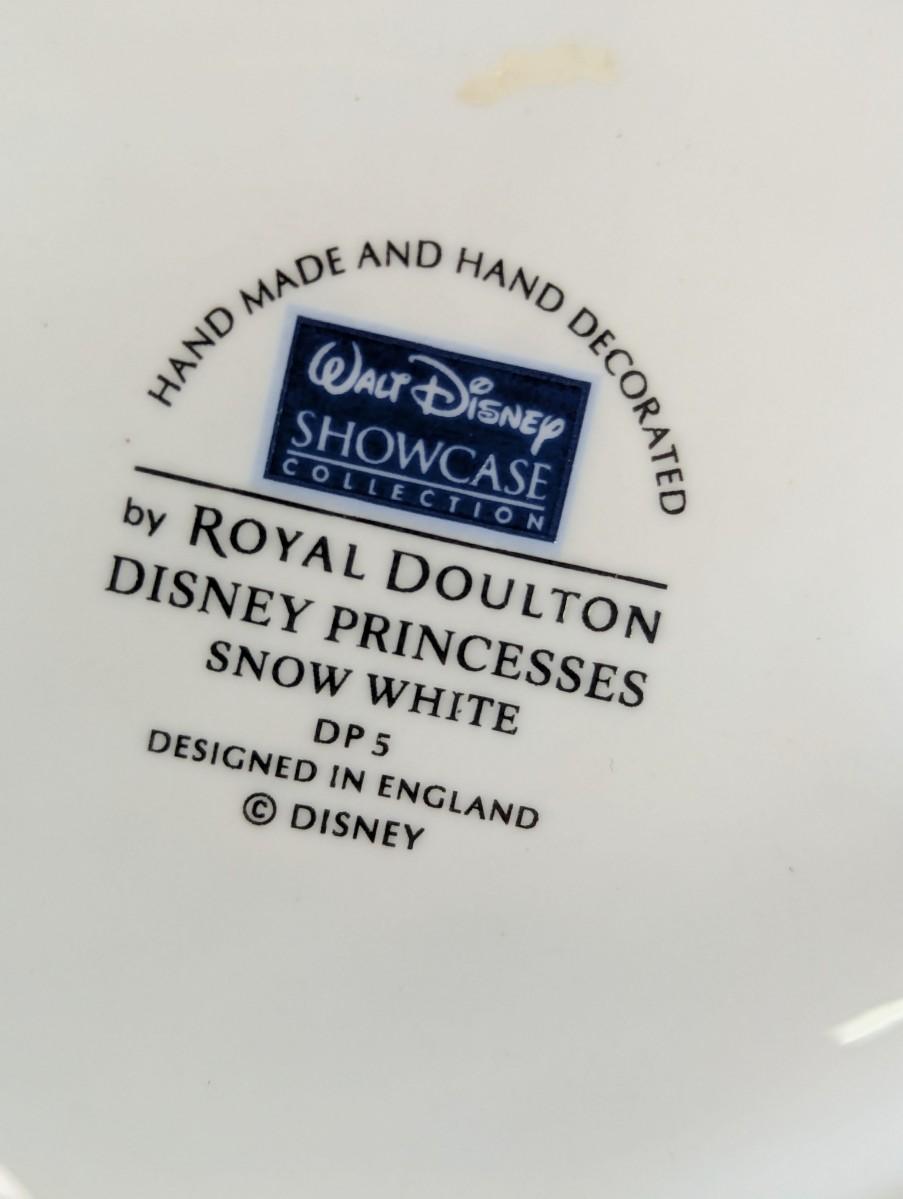 HAND MADE AND HAND DECORATED
WALT DISNEY
SHOWCASE
COLLECTION
by ROYAL DOULTON
DISNEY PRINCESSES
SNOW WHITE
DP 5
DESIGNED IN ENGLAND
© DISNEY